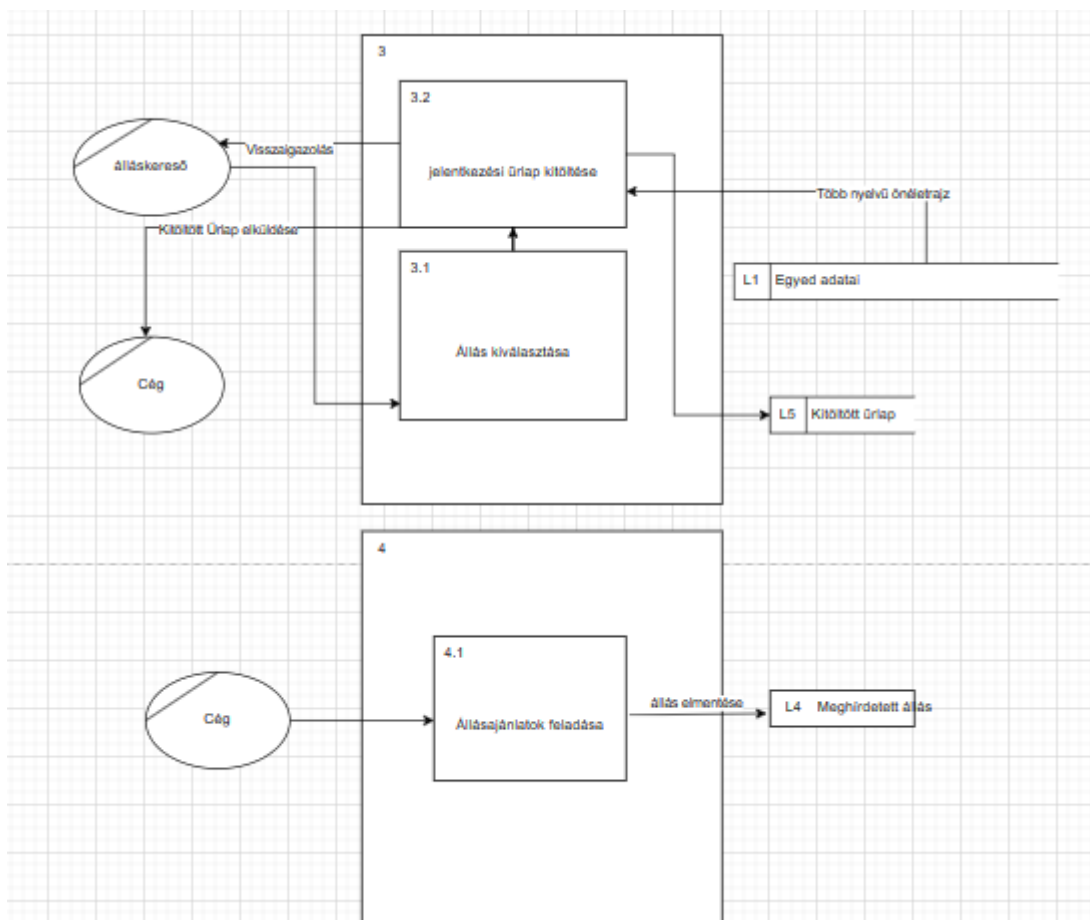 3
3.2
Visszaigazolás
álláskereső
jelentkezési űrlap kitöltése
Több nyelvű önéletrajz
Kitöltött Űrlap elküldése
3.1
L1 Egyed adatai
Állás kiválasztása
Cég
L5 Kitöltött űrlap
4
4.1
állás elmentése
L4 Meghírdetett állás
Cég
Állásajánlatok feladása